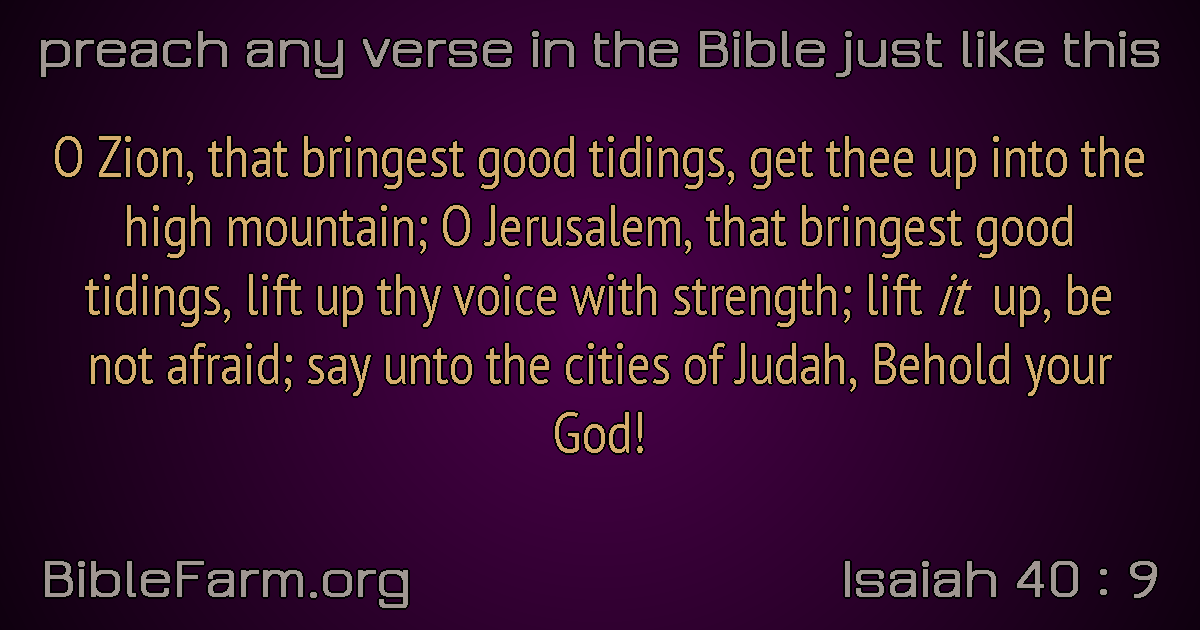 preach any verse in the Bible just like this
O Zion, that bringest good tidings, get thee up into the
high mountain; O Jerusalem, that bringest good
tidings, lift up thy voice with strength; lift it up, be
not afraid; say unto the cities of Judah, Behold your
God!
BibleFarm.org
Isaiah 40 : 9